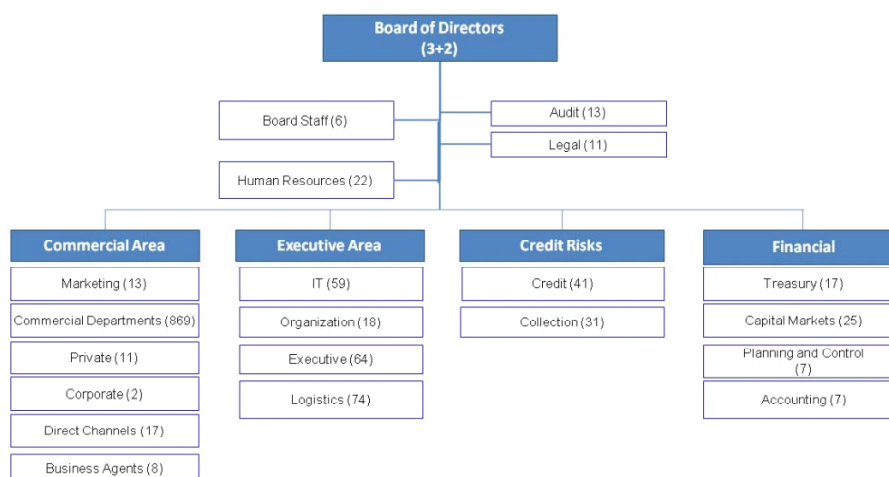 Board of Directors
(3+2)
Board Staff (6)
Audit (13)
Legal (11)
Human Resources (22)
Commercial Area
Marketing (13)
Commercial Departments (869)
Private (11)
Corporate (2)
Direct Channels (17)
Business Agents (8)
Executive Area
IT (59)
Organization (18)
Executive (64)
Logistics (74)
Credit Risks
Credit (41)
Collection (31)
Financial
Treasury (17)
Capital Markets (25)
Planning and Control
(7)
Accounting (7)